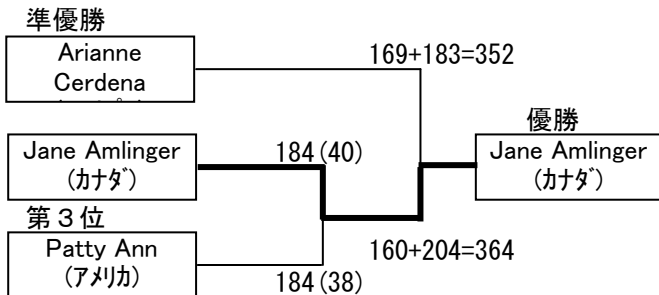 準優勝
Arianne
Cerdena
169+183=352
優勝
Jane Amlinger
(カナダ)
184(40)
Jane Amlinger
(カナダ)
第3位
Patty Ann
(アメリカ)
160+204=364
184(38)